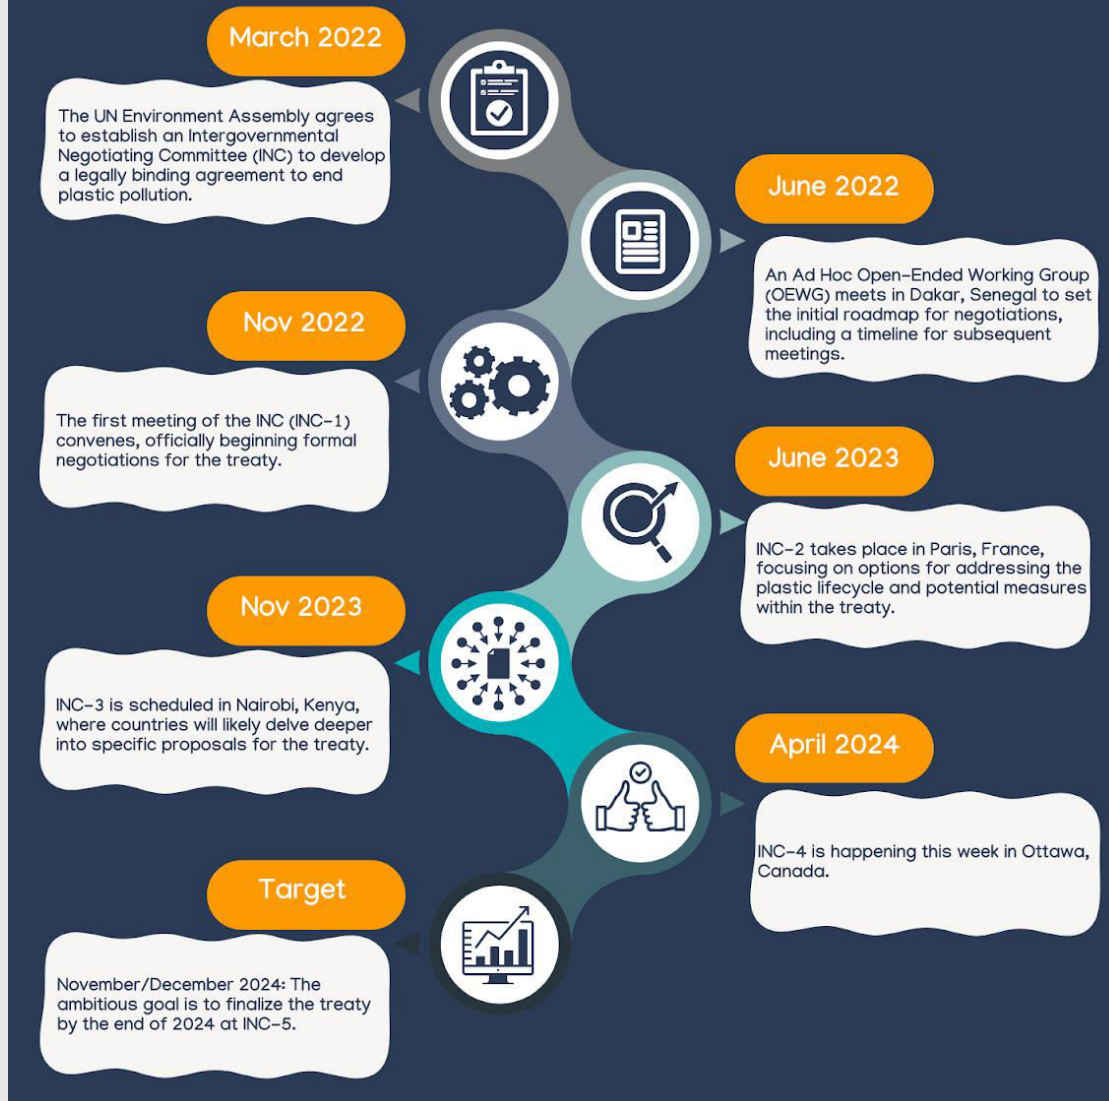 March 2022
The UN Environment Assembly agrees
to establish an Intergovernmental
Negotiating Committee (INC) to develop
a legally binding agreement to end
plastic pollution.
June 2022
An Ad Hoc Open-Ended Working Group
(OEWG) meets in Dakar, Senegal to set
the initial roadmap for negotiations,
including a timeline for subsequent
meetings.
Nov 2022
The first meeting of the INC (INC-1)
convenes, officially beginning formal
negotiations for the treaty.
June 2023
INC-2 takes place in Paris, France,
focusing on options for addressing the
plastic lifecycle and potential measures
within the treaty.
Nov 2023
INC-3 is scheduled in Nairobi, Kenya,
where countries will likely delve deeper
into specific proposals for the treaty.
April 2024
INC-4 is happening this week in Ottawa,
Canada.
Target
November/December 2024: The
ambitious goal is to finalize the treaty
by the end of 2024 at INC-5.